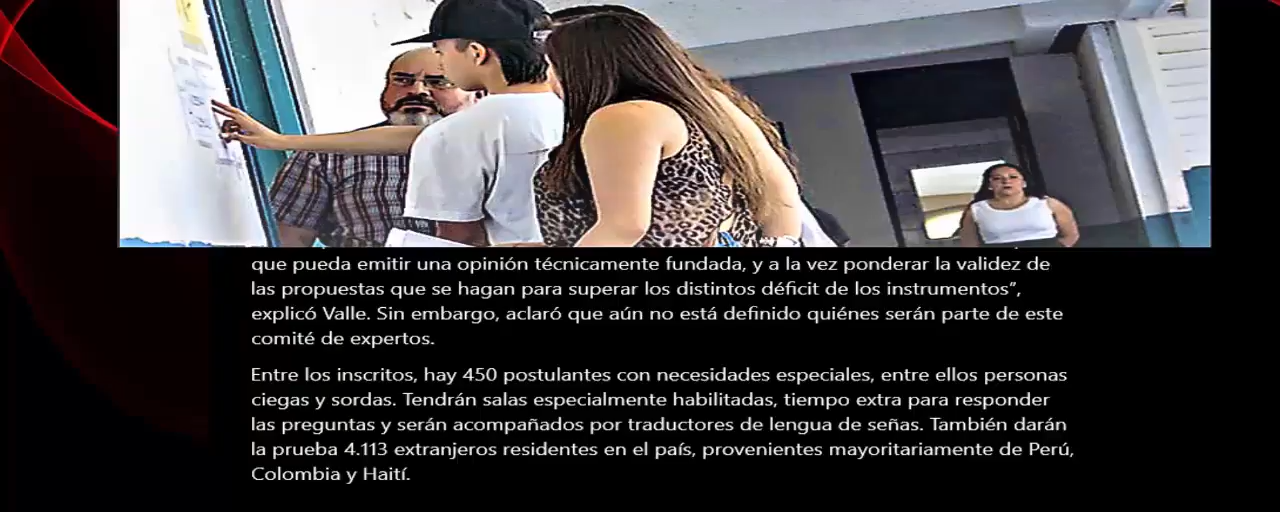 que pueda emitir una opinión técnicamente fundada, y a la vez ponderar la validez de
las propuestas que se hagan para superar los distintos déficit de los instrumentos”,
explicó Valle. Sin embargo, aclaró que aún no está definido quiénes serán parte de este
comité de expertos.
Entre los inscritos, hay 450 postulantes con necesidades especiales, entre ellos personas
ciegas y sordas. Tendrán salas especialmente habilitadas, tiempo extra para responder
las preguntas y serán acompañados por traductores de lengua de señas. También darán
la prueba 4.113 extranjeros residentes en el país, provenientes mayoritariamente de Perú,
Colombia y Haití.